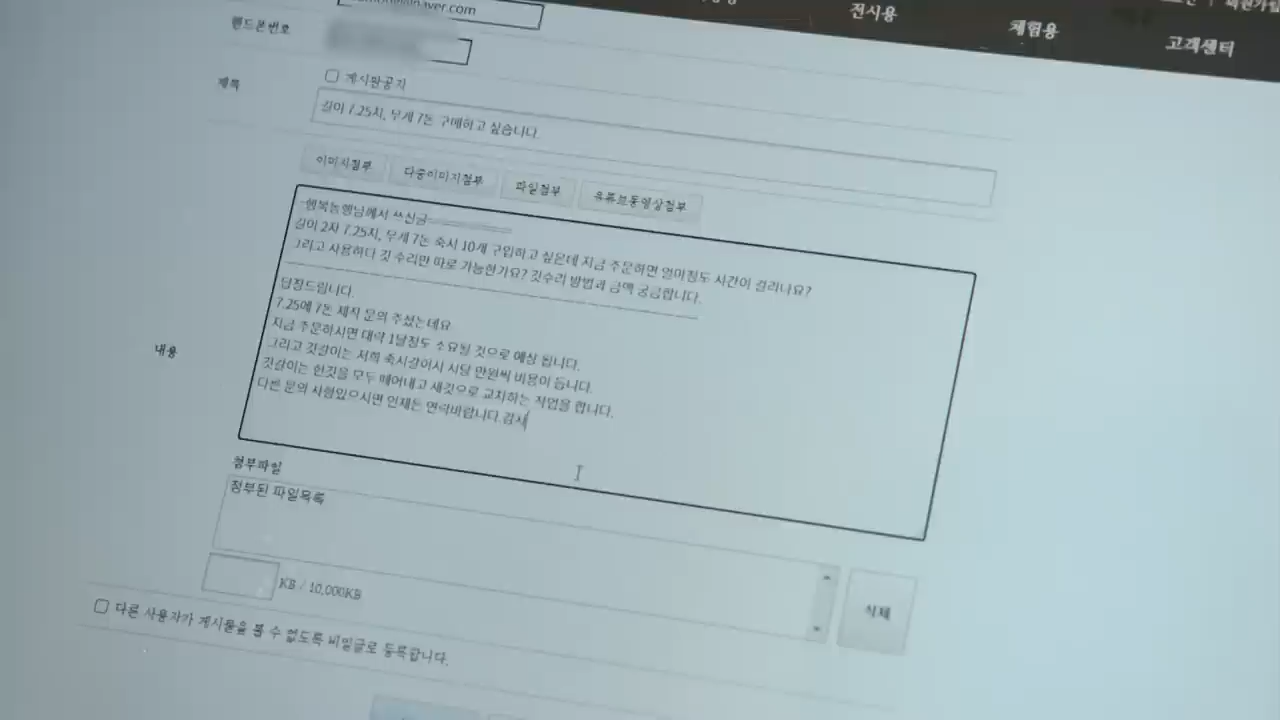 naver.com
전시용
체험용
고객센터
핸드폰번호
제목
게시판공지
길이 7.25치, 무게 7돈 구매하고 싶습니다.
이미지첨부
다중이미지첨부
파일첨부
유튜브동영상첨부
님께서 쓰신글
길이 2자 7.25치, 무게 7돈 죽시 10개 구입하고 싶은데 지금 주문하면 얼마정도 시간이 걸리나요?
그리고 사용하다 깃 수리만 따로 가능한가요? 깃수리 방법과 금액 궁금합니다.
답장드립니다.
7.25에 7돈 제작 문의 주셨는데요
지금 주문하시면 대략 1달정도 소요될 것으로 예상 됩니다.
그리고 깃갈이는 저희 죽시갈이시 시당 만원씩 비용이 듭니다.
깃갈이는 헌깃을 모두 떼어내고 새깃으로 교차하는 작업을 합니다.
다른 문의 사항있으시면 언제든 연락바랍니다.감사
내용
첨부파일
첨부된 파일목록
KB / 10,000KB
삭제
다른 사용자가 게시물을 볼 수 없도록 비밀글로 등록합니다.